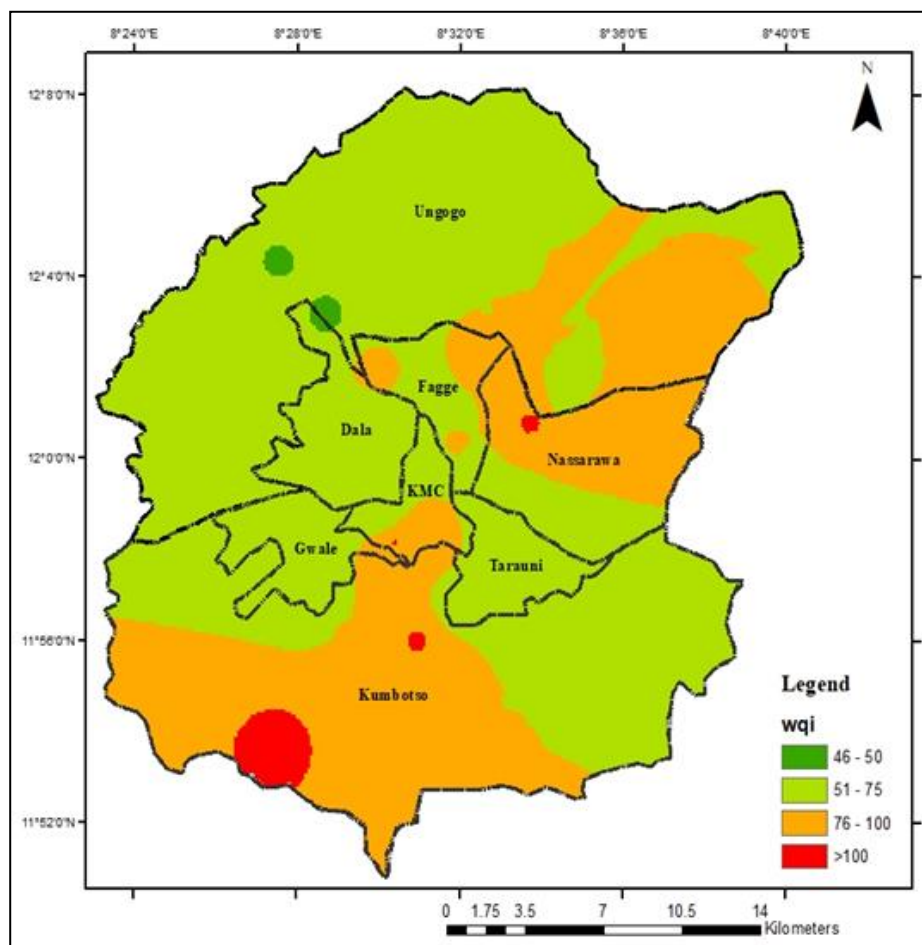 8°24'0"E 8°28'0"E 8°32'0"E 8°36'0"E 8°40'0"E
N
12°8'0"N
12°4'0"N
12°0'0"N
11°56'0"N
11°52'0"N
Ungogo
Fagge
Dala
Nassarawa
KMC
Gwale
Tarauni
Kumbotso
Legend
wqi
46 - 50
51 - 75
76 - 100
>100
0 1.75 3.5 7 10.5 14
Kilometers